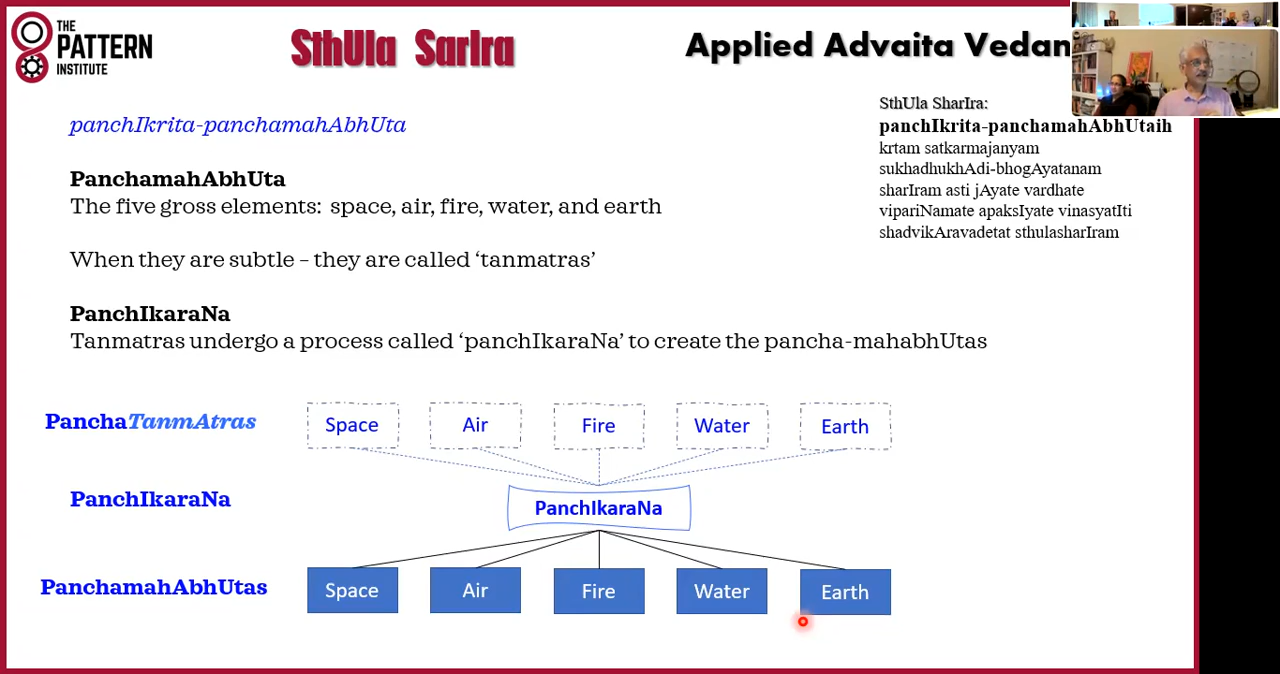 THE
PATTERN
INSTITUTE
SthUla SarIra
Applied Advaita
SthUla SharIra:
panchIkrita-panchamahAbhUtaih
krtam satkarmajanyam
sukhadhukhAdi-bhogAyatanam
sharIram asti jAyate vardhate
vipariNamate apaksIyate vinasyatIti
shadvikAravadetat sthulasharIram
panchIkrita-panchamahAbhUta
PanchamahAbhUta
The five gross elements: space, air, fire, water, and earth
When they are subtle – they are called ‘tanmatras’
PanchIkaraNa
Tanmatras undergo a process called ‘panchIkaraNa’ to create the pancha-mahabhUtas
PanchaTanmAtras Space Air Fire Water Earth
PanchIkaraNa PanchIkaraNa
PanchamahAbhUtas Space Air Fire Water Earth